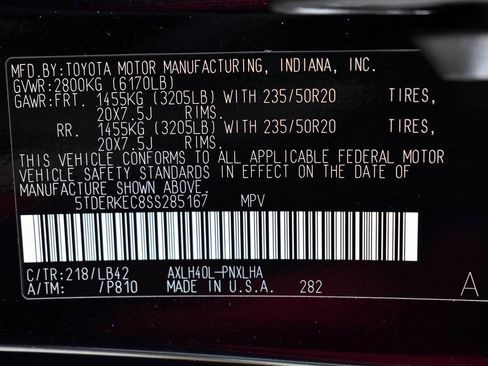 MFD.BY:TOYOTA MOTOR MANUFACTURING, INDIANA, INC.
GVWR:2800KG (6170LB)
GAWR:FRT. 1455KG (3205LB) WITH 235/50R20 TIRES,
20X7.5J RIMS.
RR. 1455KG (3205LB) WITH 235/50R20 TIRES,
20X7.5J RIMS.
THIS VEHICLE CONFORMS TO ALL APPLICABLE FEDERAL MOTOR
VEHICLE SAFETY STANDARDS IN EFFECT ON THE DATE OF
MANUFACTURE SHOWN ABOVE.
5TDERKEC8SS285167 MPV
C/TR:218/LB42 AXLH40L-PNXLHA
A/TM: /P810 MADE IN U.S.A. 282 A